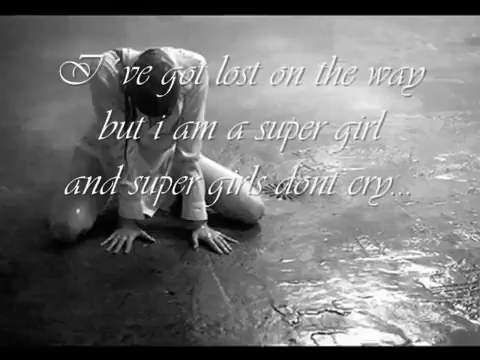 I´ve got lost on the way
but i am a super girl
and super girls dont cry...